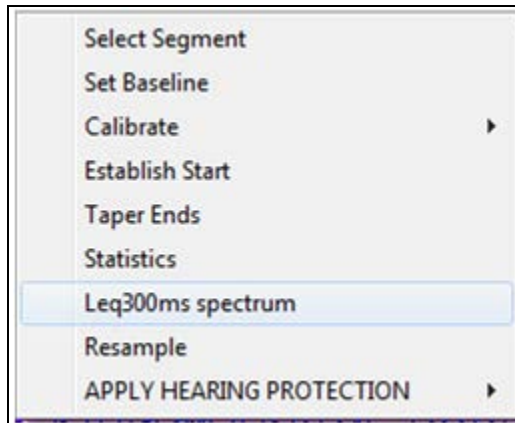 Select Segment
Set Baseline
Calibrate
Establish Start
Taper Ends
Statistics
Leq300ms spectrum
Resample
APPLY HEARING PROTECTION